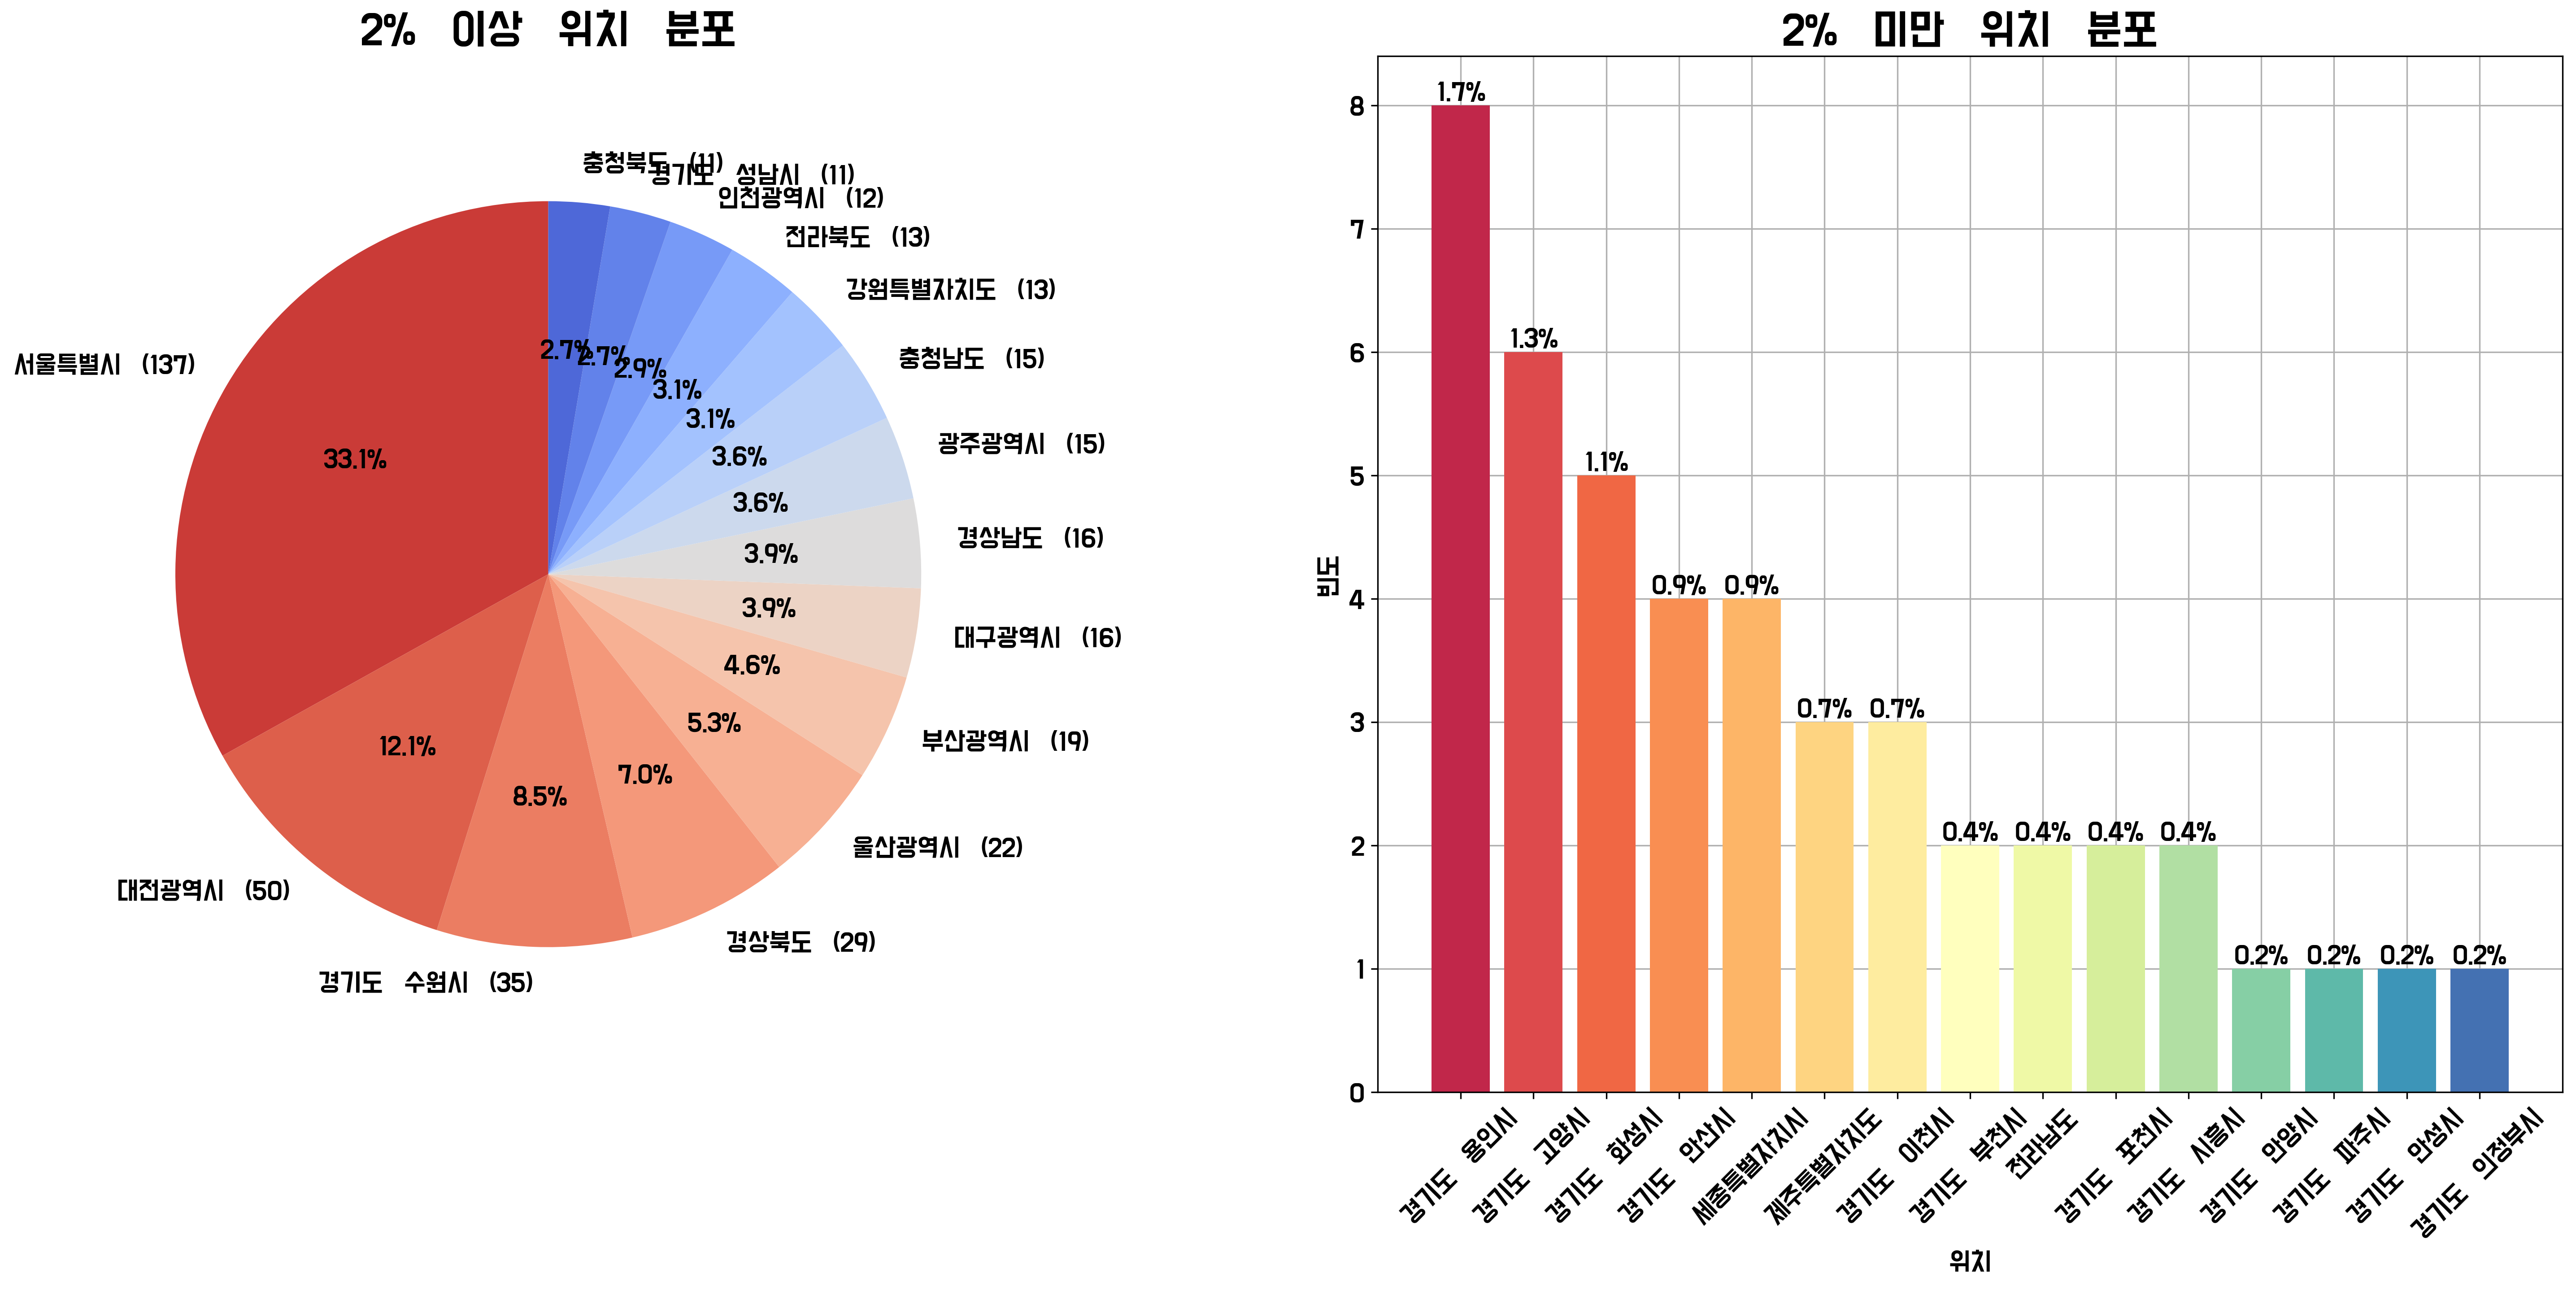 2% 이상 위치 분포
충청북도 (11)
경기도 성남시 (11)
인천광역시 (12)
전라북도 (13)
강원특별자치도 (13)
충청남도 (15)
광주광역시 (15)
경상남도 (16)
대구광역시 (16)
부산광역시 (19)
울산광역시 (22)
경상북도 (29)
경기도 수원시 (35)
대전광역시 (50)
서울특별시 (137)
2.7%
2.7%
2.9%
3.1%
3.1%
3.6%
3.6%
3.9%
3.9%
4.6%
5.3%
7.0%
8.5%
12.1%
33.1%
2% 미만 위치 분포
빈도
8
7
6
5
4
3
2
1
0
1.7%
1.3%
1.1%
0.9%
0.9%
0.7%
0.7%
0.4%
0.4%
0.4%
0.4%
0.2%
0.2%
0.2%
0.2%
경기도 용인시
경기도 고양시
경기도 화성시
경기도 안산시
세종특별자치시
제주특별자치도
경기도 이천시
경기도 부천시
전라남도
경기도 포천시
경기도 시흥시
경기도 안양시
경기도 파주시
경기도 안성시
경기도 의정부시
위치